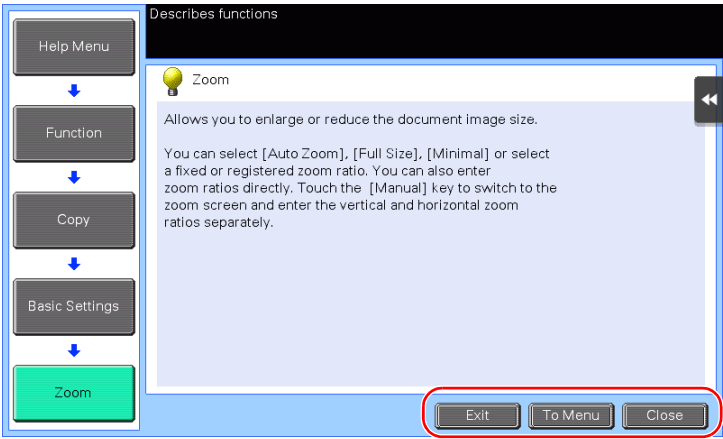 Describes functions
Help Menu
Function
Copy
Basic Settings
Zoom
Zoom
Allows you to enlarge or reduce the document image size.
You can select [Auto Zoom], [Full Size], [Minimal] or select
a fixed or registered zoom ratio. You can also enter
zoom ratios directly. Touch the [Manual] key to switch to the
zoom screen and enter the vertical and horizontal zoom
ratios separately.
Exit
To Menu
Close